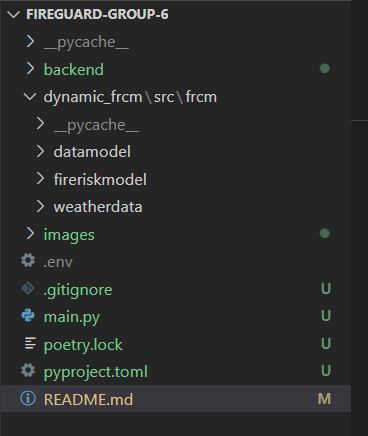 FIREGUARD-GROUP-6
__pycache__
backend
dynamic_frcm\src\frcm
__pycache__
datamodel
fireriskmodel
weatherdata
images
.env
.gitignore U
main.py U
poetry.lock U
pyproject.toml U
README.md M